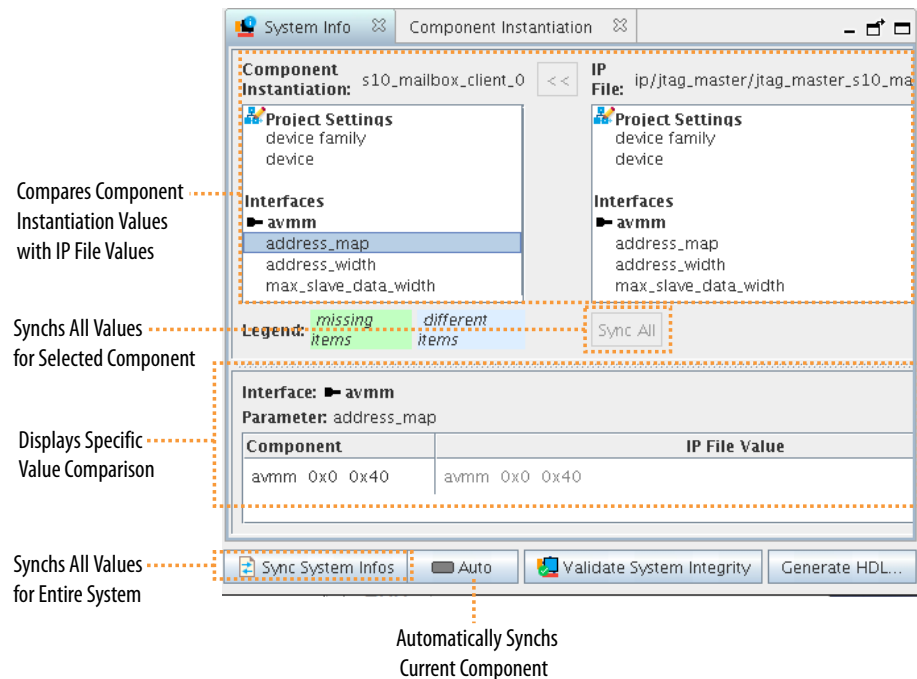 System Info
Component Instantiation
Component
Instantiation: s10_mailbox_client_0
<<
IP
File: ip/jtag_master/jtag_master_s10_ma
Project Settings
device family
device
Interfaces
avmm
address_map
address_width
max_slave_data_width
Project Settings
device family
device
Interfaces
avmm
address_map
address_width
max_slave_data_width
Compares Component
Instantiation Values
with IP File Values
Legend: missing items different items
Sync All
Synchs All Values
for Selected Component
Interface: avmm
Parameter: address_map
Component IP File Value
avmm 0x0 0x40 avmm 0x0 0x40
Displays Specific
Value Comparison
Sync System Infos Auto Validate System Integrity Generate HDL...
Synchs All Values
for Entire System
Automatically Synchs
Current Component